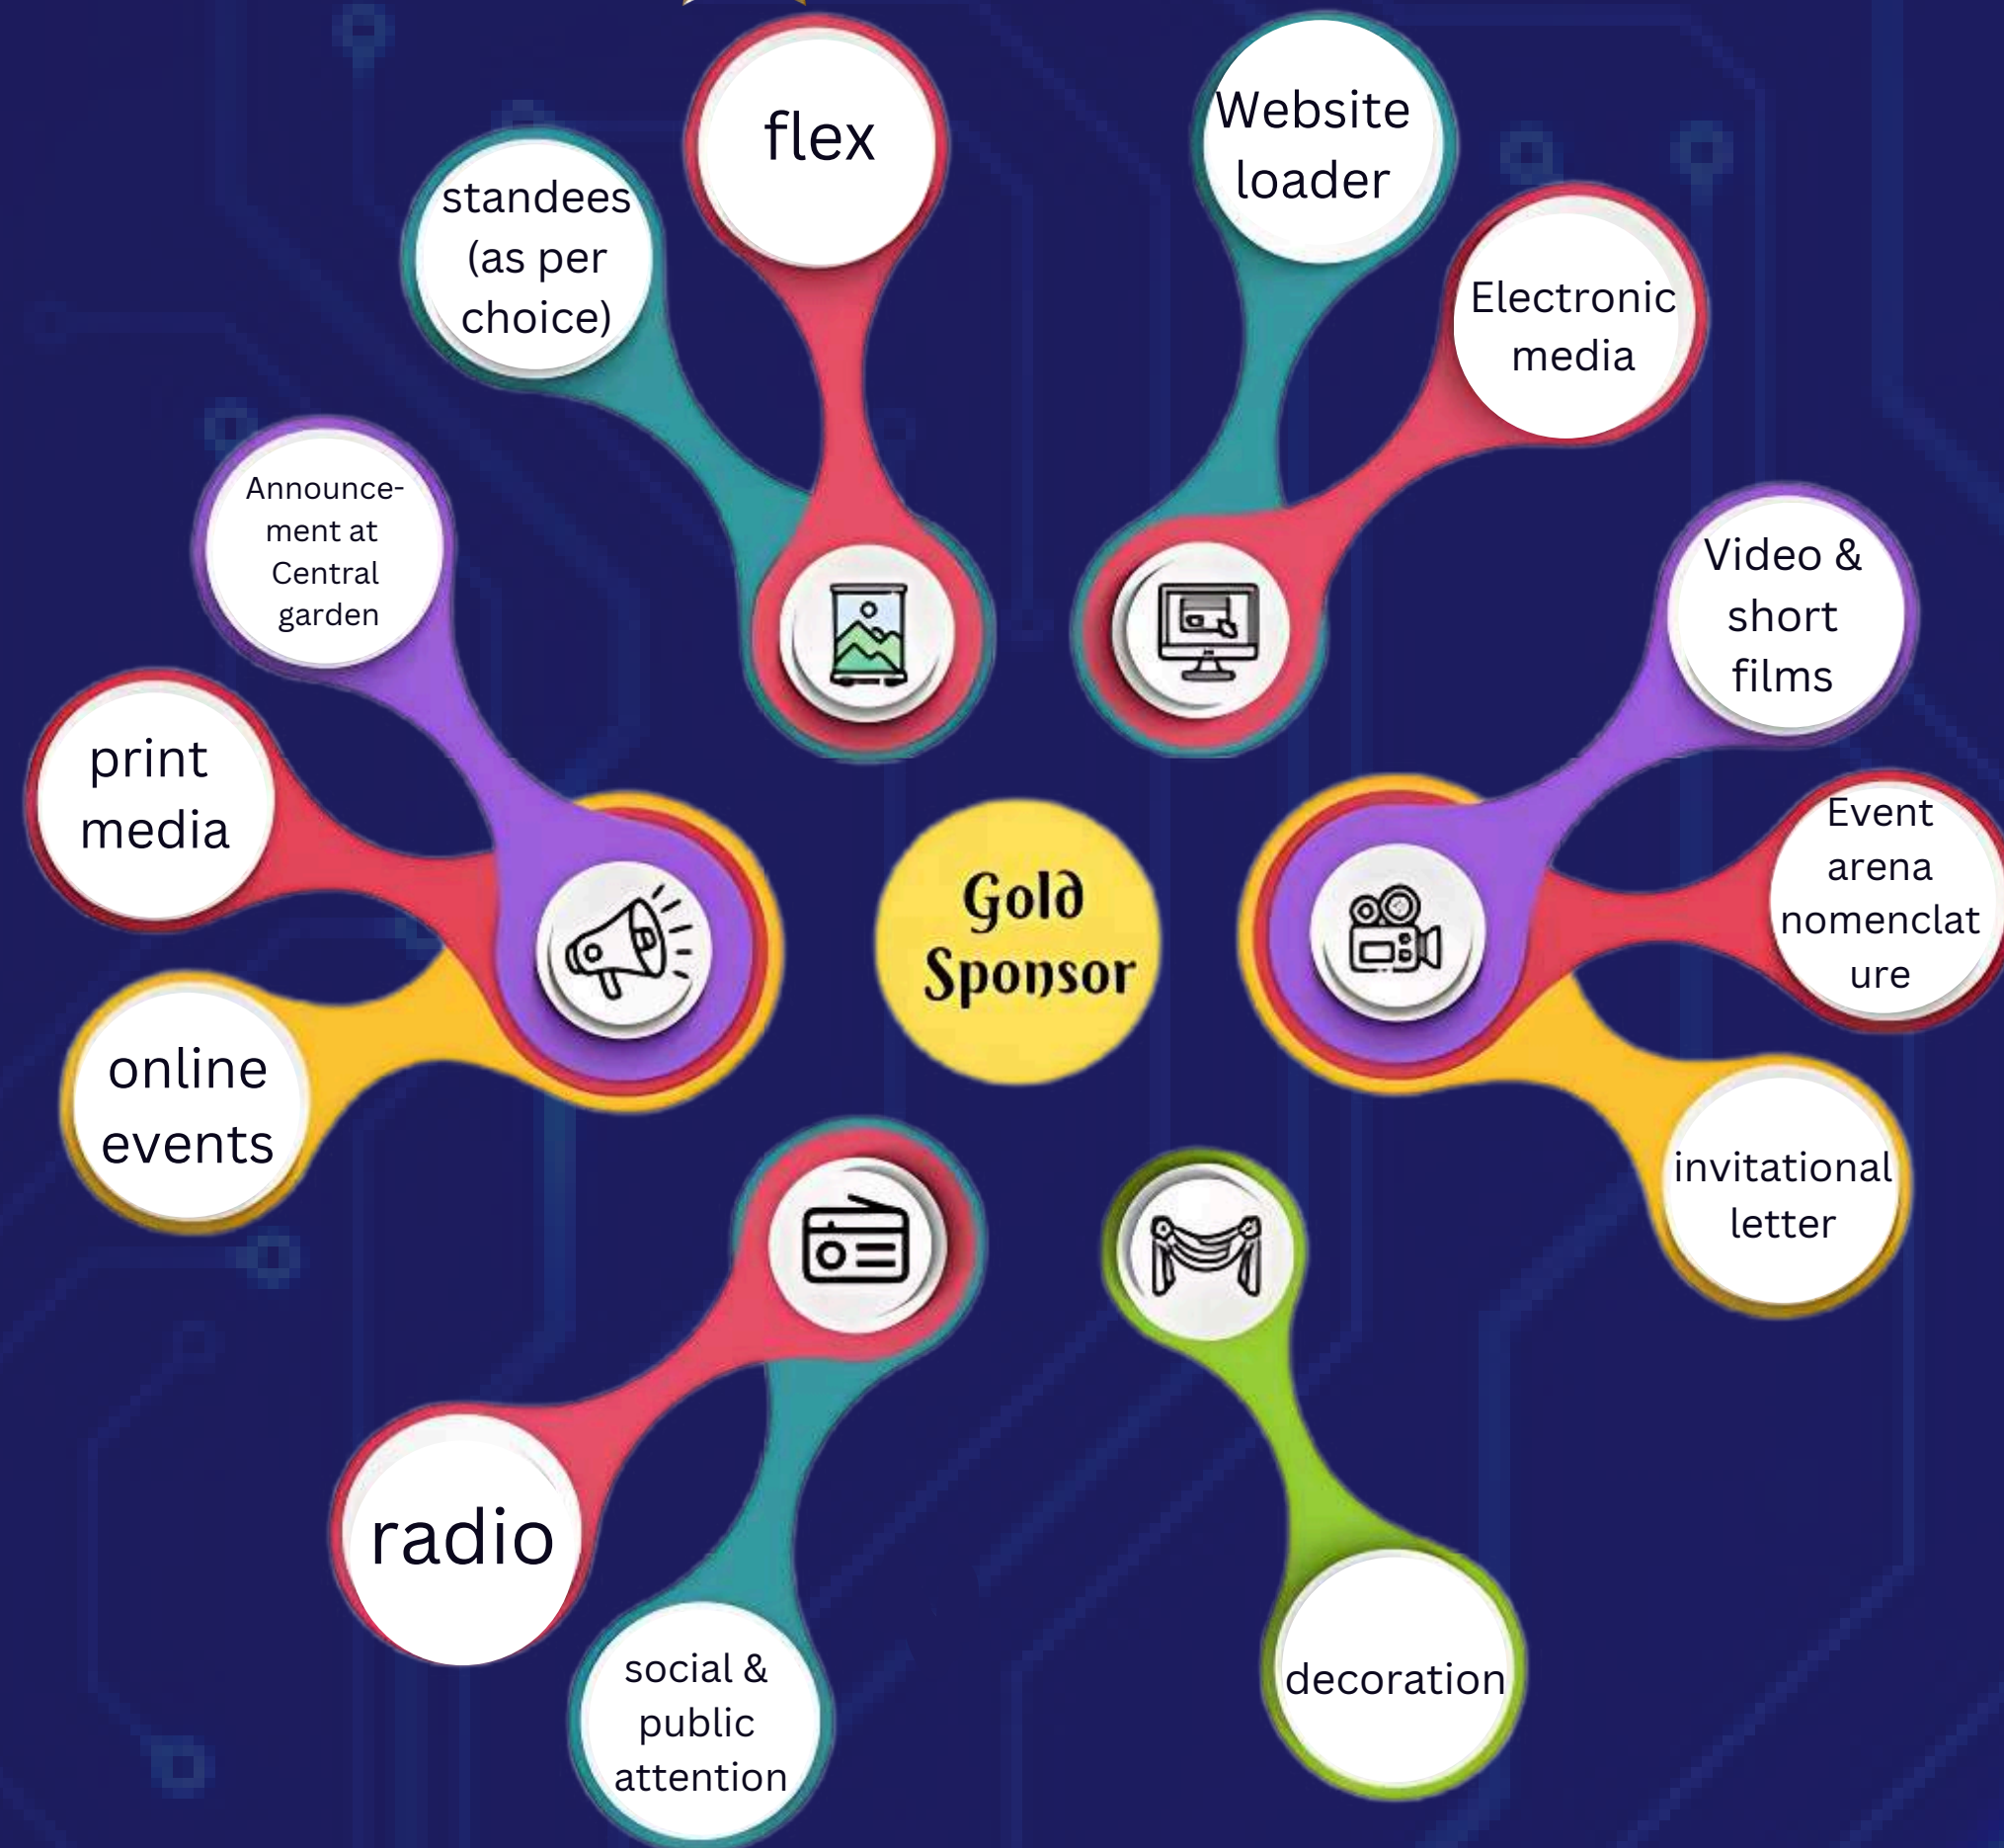 flex
Website
loader
standees
(as per
choice)
Electronic
media
Announce-
ment at
Central
garden
Video &
short
films
print
media
Event
arena
nomenclat
ure
Gold
Sponsor
online
events
invitational
letter
radio
social &
public
attention
decoration